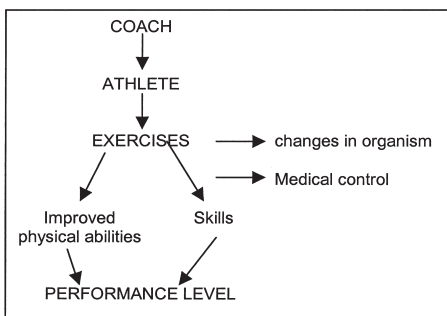 COACH
ATHLETE
EXERCISES
changes in organism
Medical control
Improved
physical abilities
Skills
PERFORMANCE LEVEL